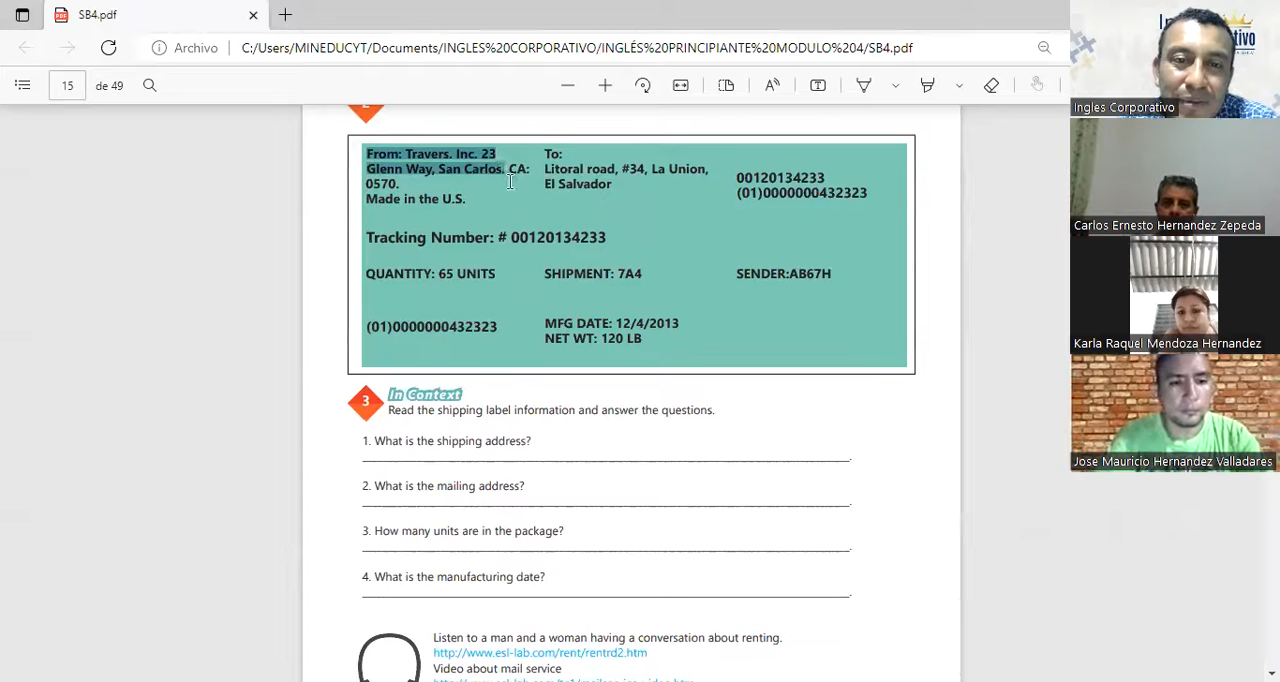 SB4.pdf
Archivo
C:/Users/MINEDUCYT/Documents/INGLES%20CORPORATIVO/INGLÉS%20PRINCIPIANTE%20MODULO%204/SB4.pdf
15
de 49
2
From: Travers. Inc. 23
Glenn Way, San Carlos. CA:
0570.
Made in the U.S.
To:
Litoral road, #34, La Union,
El Salvador
00120134233
(01)0000000432323
Tracking Number: # 00120134233
QUANTITY: 65 UNITS
SHIPMENT: 7A4
SENDER:AB67H
(01)0000000432323
MFG DATE: 12/4/2013
NET WT: 120 LB
3
In Context
Read the shipping label information and answer the questions.
1. What is the shipping address?
2. What is the mailing address?
3. How many units are in the package?
4. What is the manufacturing date?
Listen to a man and a woman having a conversation about renting.
http://www.esl-lab.com/rent/rentrd2.htm
Video about mail service
Ingles Corporativo
Carlos Ernesto Hernandez Zepeda
Karla Raquel Mendoza Hernandez
Jose Mauricio Hernandez Valladares